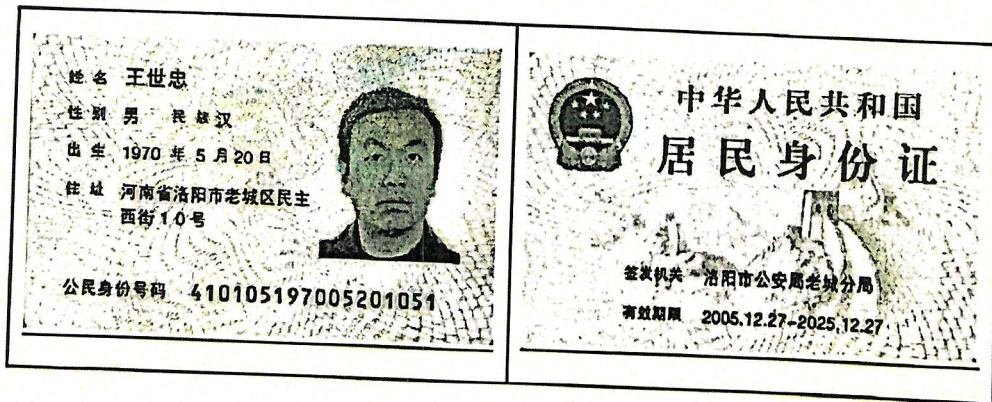 姓名 王世忠
性别 男 民族 汉
出生 1970 年 5 月 20 日
住址 河南省洛阳市老城区民主
西街10号
公民身份号码 410105197005201051
中华人民共和国
居民身份证
签发机关 洛阳市公安局老城分局
有效期限 2005.12.27-2025.12.27